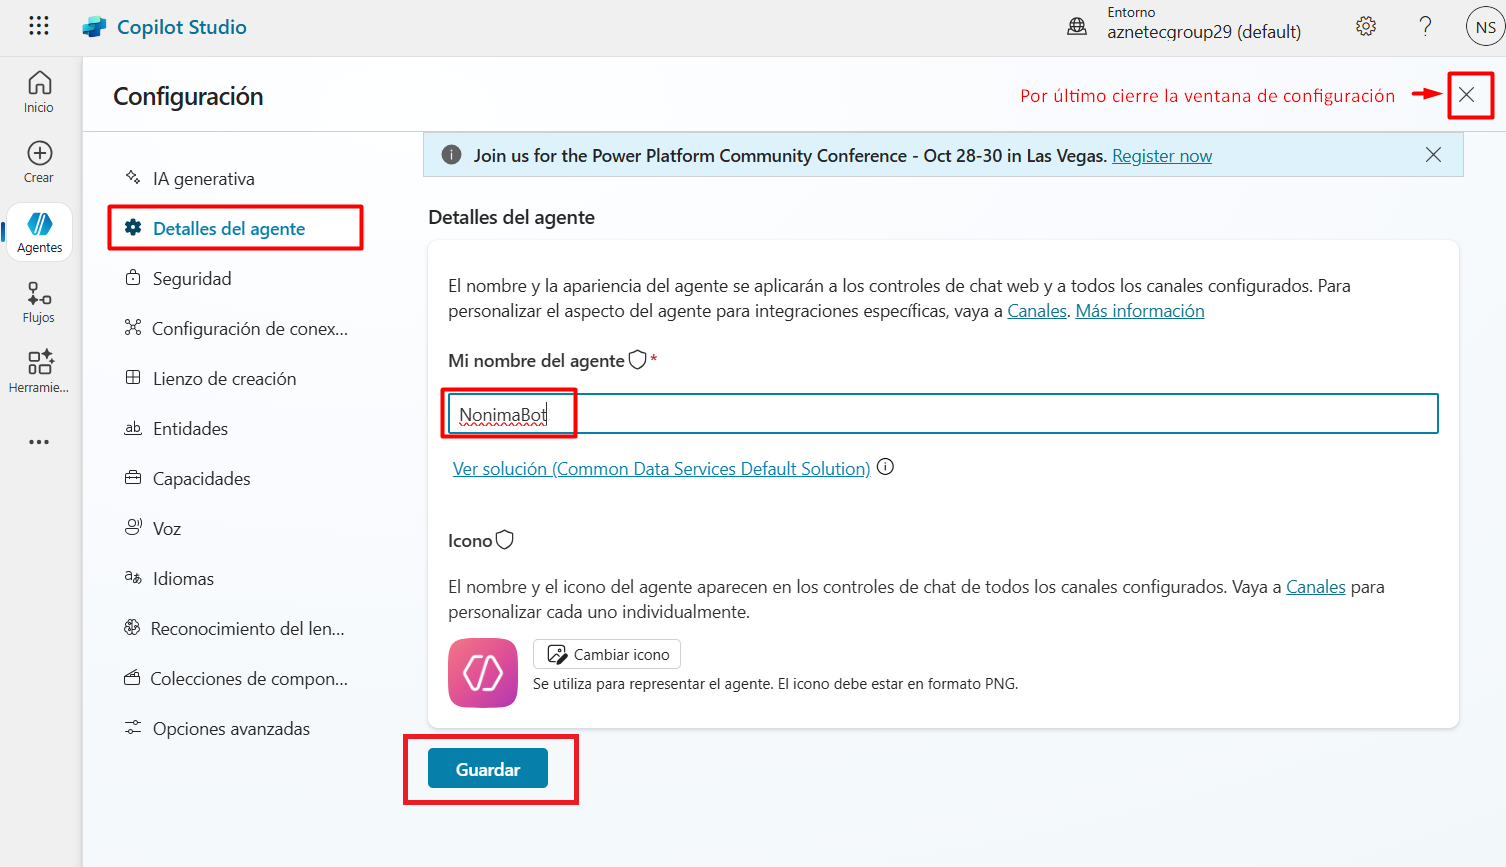 Copilot Studio
Entorno
aznetecgroup29 (default)
?
NS
Inicio
Crear
Agentes
Flujos
Herramie...
Configuración
Por último cierre la ventana de configuración
IA generativa
Detalles del agente
Seguridad
Configuración de conex...
Lienzo de creación
Entidades
Capacidades
Voz
Idiomas
Reconocimiento del len...
Colecciones de compon...
Opciones avanzadas
Join us for the Power Platform Community Conference - Oct 28-30 in Las Vegas. Register now
Detalles del agente
El nombre y la apariencia del agente se aplicarán a los controles de chat web y a todos los canales configurados. Para
personalizar el aspecto del agente para integraciones específicas, vaya a Canales. Más información
Mi nombre del agente *
NonimaBot
Ver solución (Common Data Services Default Solution)
Icono
El nombre y el icono del agente aparecen en los controles de chat de todos los canales configurados. Vaya a Canales para
personalizar cada uno individualmente.
Cambiar icono
Se utiliza para representar el agente. El icono debe estar en formato PNG.
Guardar